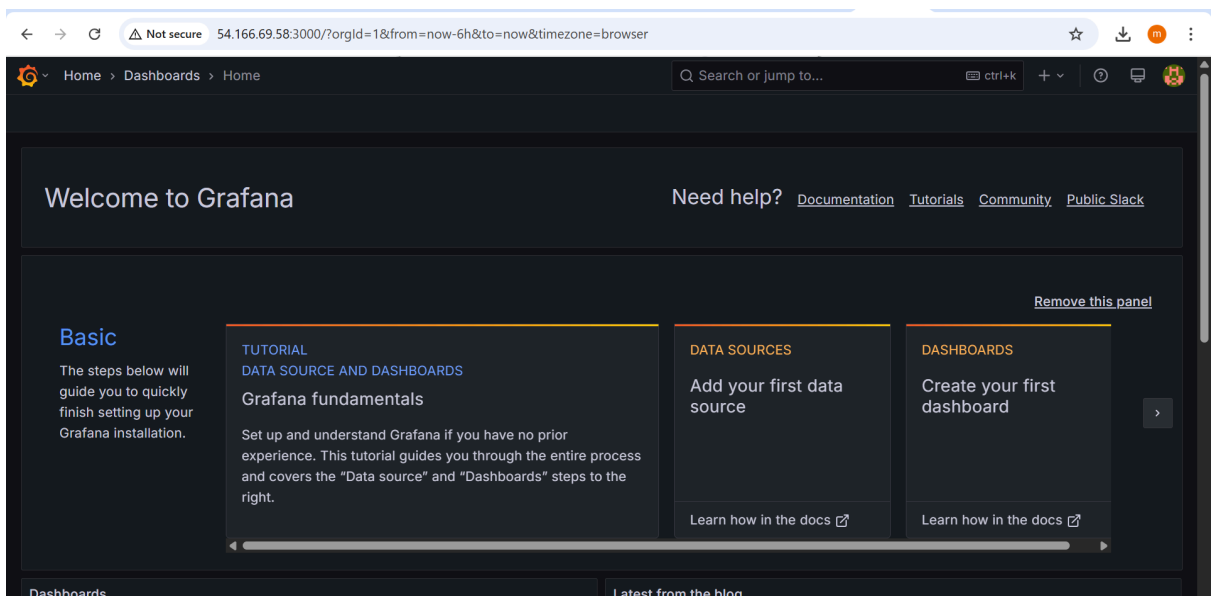 Not secure 54.166.69.58:3000/?orgId=1&from=now-6h&to=now&timezone=browser
m
Home › Dashboards › Home
Search or jump to...
ctrl+k
Welcome to Grafana
Need help? Documentation Tutorials Community Public Slack
Remove this panel
Basic
The steps below will
guide you to quickly
finish setting up your
Grafana installation.
TUTORIAL
DATA SOURCE AND DASHBOARDS
Grafana fundamentals
Set up and understand Grafana if you have no prior
experience. This tutorial guides you through the entire process
and covers the “Data source” and “Dashboards” steps to the
right.
DATA SOURCES
Add your first data
source
Learn how in the docs
DASHBOARDS
Create your first
dashboard
Learn how in the docs
Dashboards
Latest from the blog